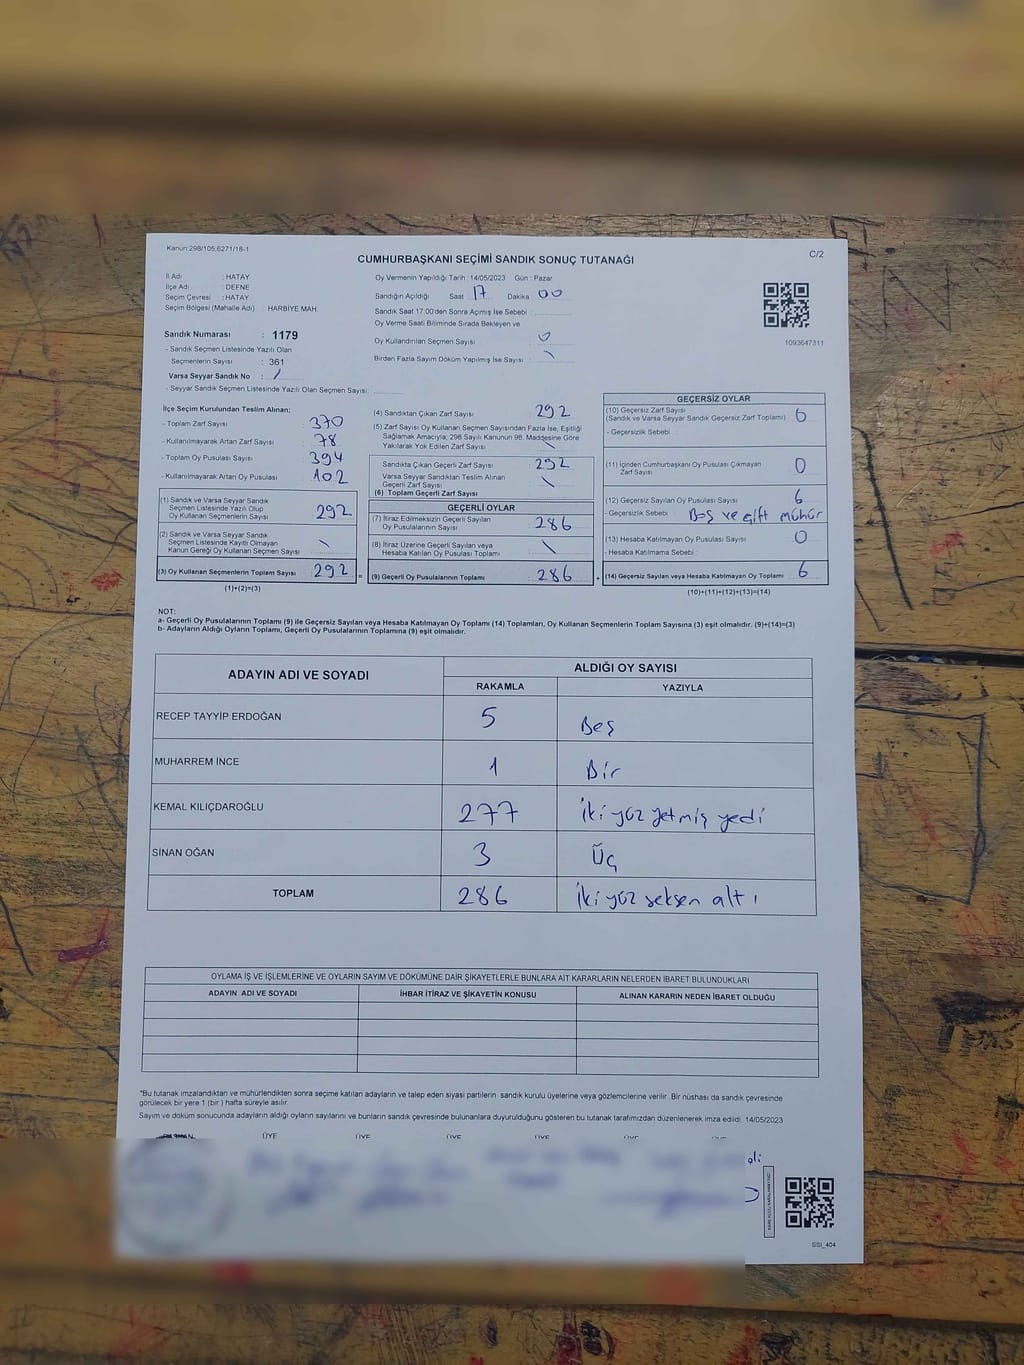 Kanun:298/105;6271/18-1
C/2
CUMHURBAŞKANI SEÇİMİ SANDIK SONUÇ TUTANAĞI
İl Adı : HATAY
İlçe Adı : DEFNE
Seçim Çevresi : HATAY
Seçim Bölgesi (Mahalle Adı) : HARBİYE MAH.
Sandık Numarası : 1179
- Sandık Seçmen Listesinde Yazılı Olan
Seçmenlerin Sayısı : 361
Varsa Seyyar Sandık No : /
- Seyyar Sandık Seçmen Listesinde Yazılı Olan Seçmen Sayısı:
Oy Vermenin Yapıldığı Tarih : 14/05/2023 Gün : Pazar
Sandığın Açıldığı Saat 17 Dakika 00
Sandık Saat 17:00'den Sonra Açımış İse Sebebi :
Oy Verme Saati Bitiminde Sırada Bekleyen ve
Oy Kullandırılan Seçmen Sayısı : 0
Birden Fazla Sayım Döküm Yapılmış İse Sayısı : \
1093647311
İlçe Seçim Kurulundan Teslim Alınan;
- Toplam Zarf Sayısı : 370
- Kullanılmayarak Artan Zarf Sayısı : 78
- Toplam Oy Pusulası Sayısı : 394
- Kullanılmayarak Artan Oy Pusulası : 102
(1) Sandık ve Varsa Seyyar Sandık
Seçmen Listesinde Yazılı Olup
Oy Kullanan Seçmenlerin Sayısı : 292
(2) Sandık ve Varsa Seyyar Sandık
Seçmen Listesinde Kayıtlı Olmayan
Kanun Gereği Oy Kullanan Seçmen Sayısı : \
(3) Oy Kullanan Seçmenlerin Toplam Sayısı : 292 =
(1)+(2)=(3)
(4) Sandıktan Çıkan Zarf Sayısı : 292
(5) Zarf Sayısı Oy Kullanan Seçmen Sayısından Fazla İse, Eşitliği
Sağlamak Amacıyla; 298 Sayılı Kanunun 98. Maddesine Göre
Yakılarak Yok Edilen Zarf Sayısı : \
Sandıkta Çıkan Geçerli Zarf Sayısı : 292
Varsa Seyyar Sandıktan Teslim Alınan
Geçerli Zarf Sayısı : \
(6) Toplam Geçerli Zarf Sayısı
GEÇERLİ OYLAR
(7) İtiraz Edilmeksizin Geçerli Sayılan
Oy Pusulalarının Sayısı : 286
(8) İtiraz Üzerine Geçerli Sayılan veya
Hesaba Katılan Oy Pusulası Toplamı : \
(9) Geçerli Oy Pusulalarının Toplamı : 286 +
GEÇERSİZ OYLAR
(10) Geçersiz Zarf Sayısı
(Sandık ve Varsa Seyyar Sandık Geçersiz Zarf Toplamı) :
- Geçersizlik Sebebi :
(11) İçinden Cumhurbaşkanı Oy Pusulası Çıkmayan
Zarf Sayısı : 0
(12) Geçersiz Sayılan Oy Pusulası Sayısı : 6
- Geçersizlik Sebebi : Boş ve çift mühür
(13) Hesaba Katılmayan Oy Pusulası Sayısı : 0
- Hesaba Katılmama Sebebi :
(14) Geçersiz Sayılan veya Hesaba Katılmayan Oy Toplamı : 6
(10)+(11)+(12)+(13)=(14)
NOT:
a- Geçerli Oy Pusulalarının Toplamı (9) ile Geçersiz Sayılan veya Hesaba Katılmayan Oy Toplamı (14) Toplamları, Oy Kullanan Seçmenlerin Toplam Sayısına (3) eşit olmalıdır. (9)+(14)=(3)
b- Adayların Aldığı Oyların Toplamı, Geçerli Oy Pusulalarının Toplamına (9) eşit olmalıdır.
ADAYIN ADI VE SOYADI ALDIĞI OY SAYISI
RAKAMLA YAZIYLA
RECEP TAYYİP ERDOĞAN 5 Beş
MUHARREM İNCE 1 Bir
KEMAL KILIÇDAROĞLU 277 İki yüz yetmiş yedi
SİNAN OĞAN 3 Üç
TOPLAM 286 İki yüz seksen altı
OYLAMA İŞ VE İŞLEMLERİNE VE OYLARIN SAYIM VE DÖKÜMÜNE DAİR ŞİKAYETLERLE BUNLARA AİT KARARLARIN NELERDEN İBARET BULUNDUKLARI
ADAYIN ADI VE SOYADI İHBAR İTİRAZ VE ŞİKAYETİN KONUSU ALINAN KARARIN NEDEN İBARET OLDUĞU
"Bu tutanak imzalandıktan ve mühürlendikten sonra seçime katılan adayların ve talep eden siyasi partilerin sandık kurulu üyelerine veya gözlemcilerine verilir. Bir nüshası da sandık çevresinde
görülecek bir yere 1 (bir ) hafta süreyle asılır.
Sayım ve döküm sonucunda adayların aldığı oyların sayılarını ve bunların sandık çevresinde bulunanlara duyurulduğunu gösteren bu tutanak tarafımızdan düzenlenerek imza edildi. 14/05/2023
ÜYE ÜYE ÜYE ÜYE ÜYE ÜYE
SSI_404